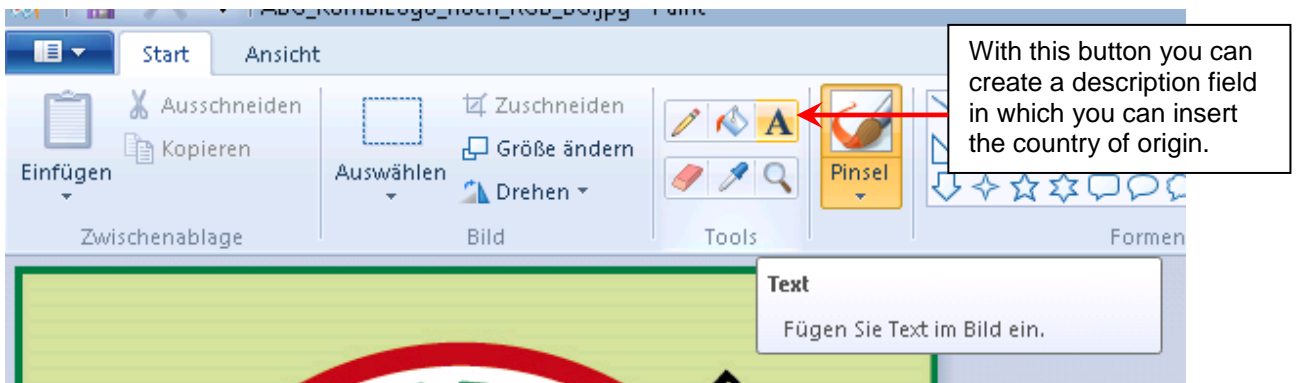 ABG_KombiLogo_hoch_RGB_BG.jpg - Paint
Start Ansicht
With this button you can
create a description field
in which you can insert
the country of origin.
Ausschneiden
Kopieren
Einfügen
Zwischenablage
Auswählen
Zuschneiden
Größe ändern
Drehen
Bild
A
Tools
Pinsel
Formen
Text
Fügen Sie Text im Bild ein.